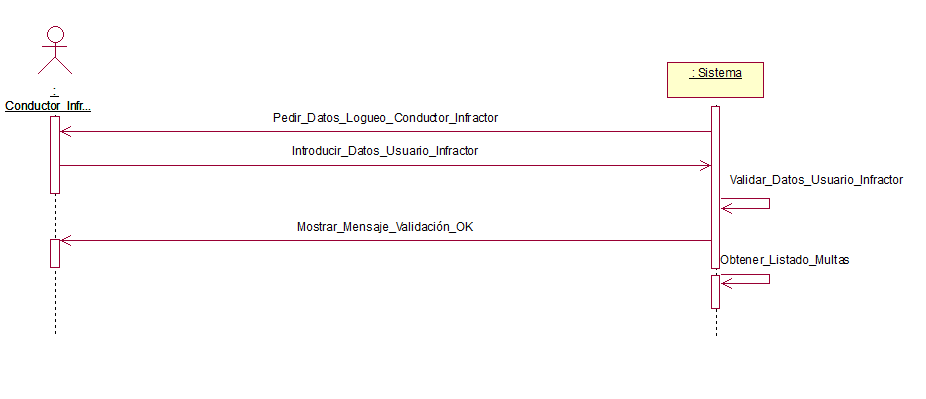 : Sistema
:
Conductor_Infr...
Pedir_Datos_Logueo_Conductor_Infractor
Introducir_Datos_Usuario_Infractor
Validar_Datos_Usuario_Infractor
Mostrar_Mensaje_Validación_OK
Obtener_Listado_Multas